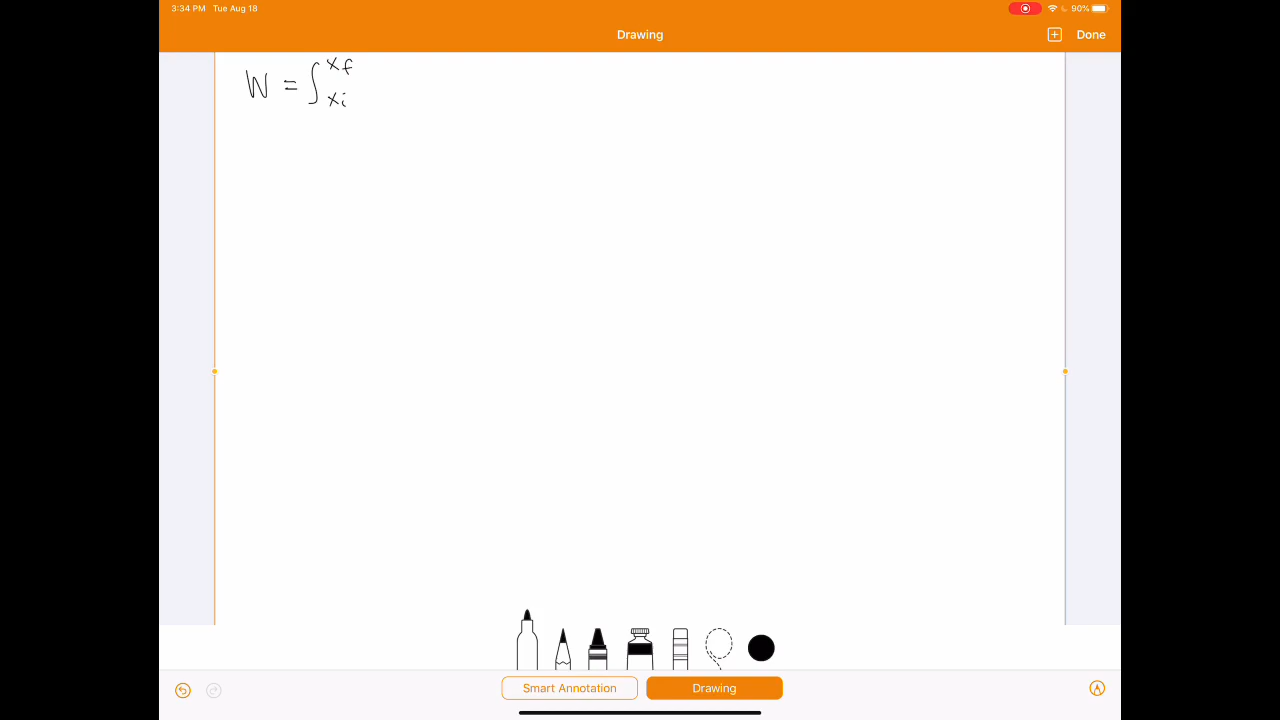 3:34 PM Tue Aug 18 90%
Drawing Done
W = ∫ xf xi
Smart Annotation Drawing